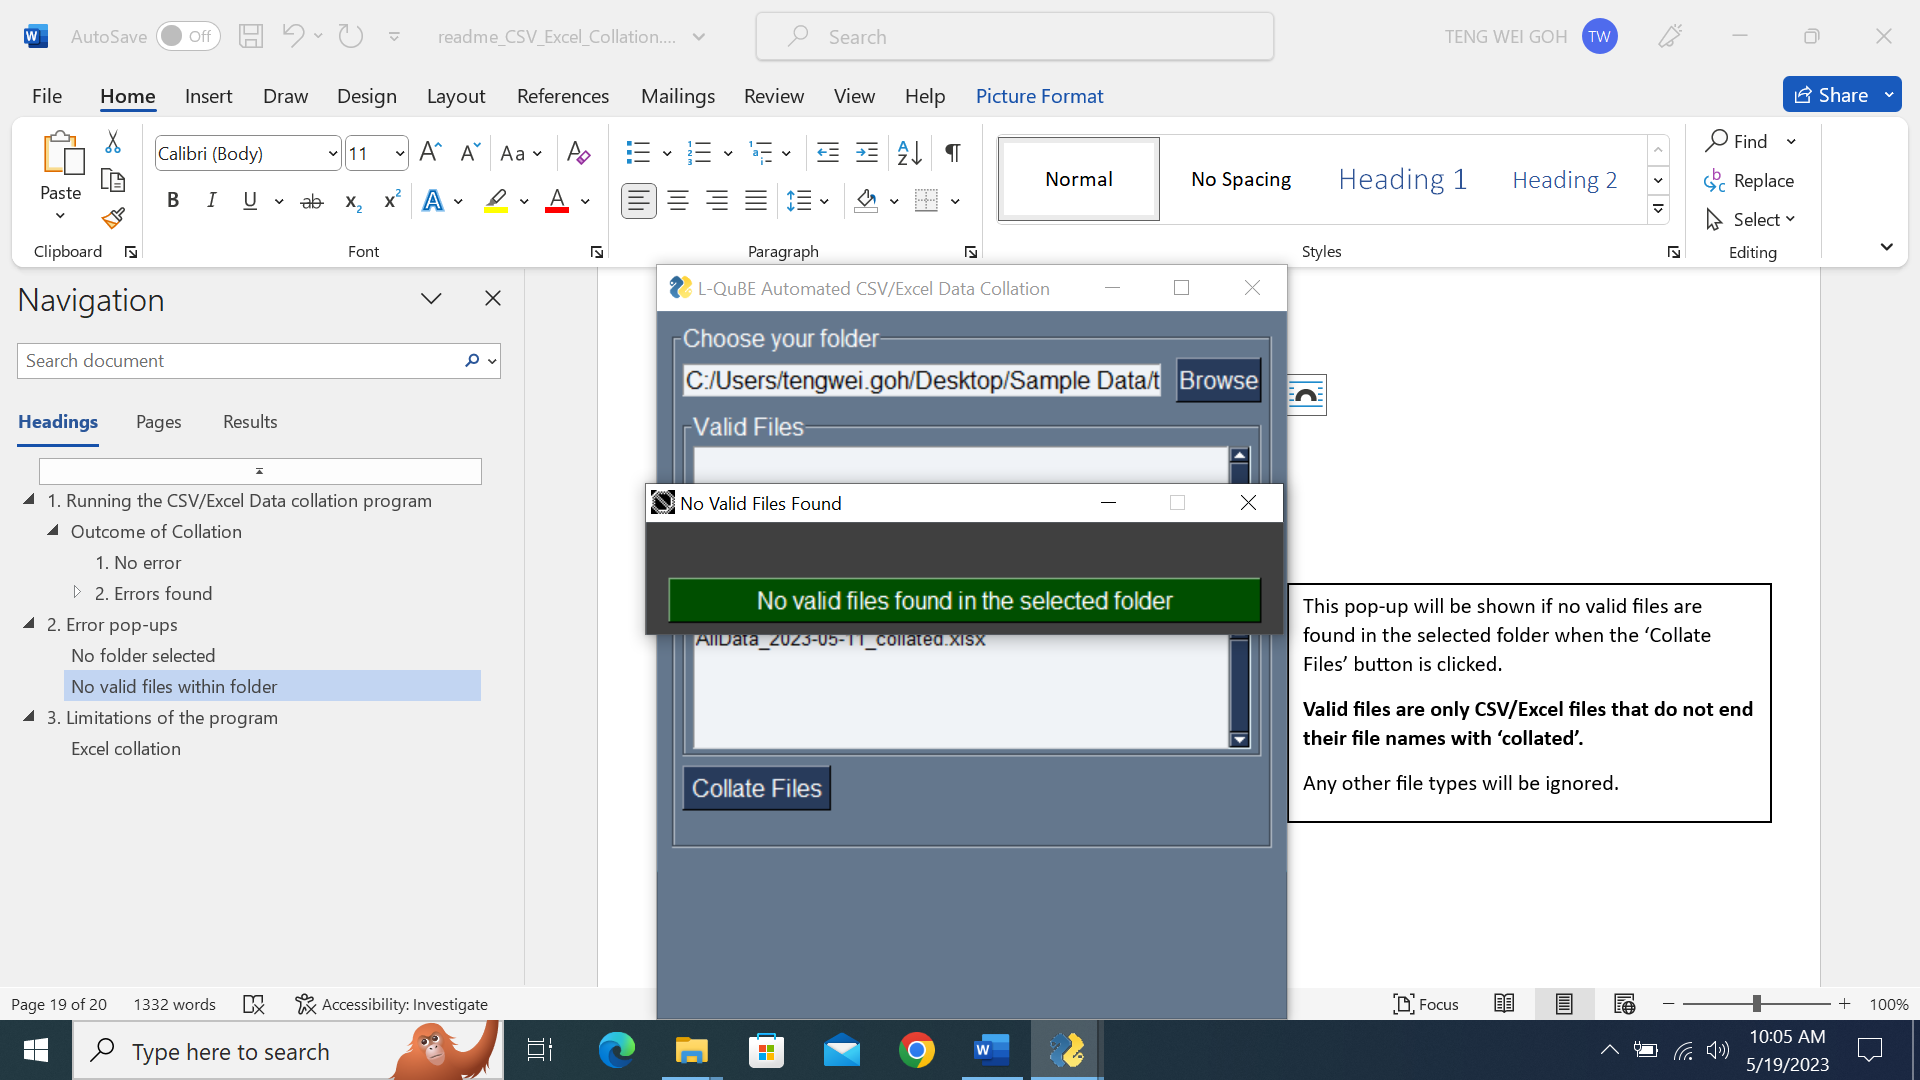 AutoSave Off readme_CSV_Excel_Collation.... Search TENG WEI GOH TW
File Home Insert Draw Design Layout References Mailings Review View Help Picture Format Share
Paste
Calibri (Body) 11
Normal No Spacing Heading 1 Heading 2
Find
Replace
Select
Clipboard Font Paragraph Styles Editing
Navigation
Search document
Headings Pages Results
1. Running the CSV/Excel Data collation program
Outcome of Collation
1. No error
2. Errors found
2. Error pop-ups
No folder selected
No valid files within folder
3. Limitations of the program
Excel collation
L-QuBE Automated CSV/Excel Data Collation
Choose your folder
C:/Users/tengwei.goh/Desktop/Sample Data/t Browse
Valid Files
No Valid Files Found
No valid files found in the selected folder
AllData_2023-05-11_collated.xlsx
Collate Files
This pop-up will be shown if no valid files are
found in the selected folder when the ‘Collate
Files’ button is clicked.
Valid files are only CSV/Excel files that do not end
their file names with ‘collated’.
Any other file types will be ignored.
Page 19 of 20 1332 words Accessibility: Investigate Focus 100%
Type here to search
10:05 AM
5/19/2023